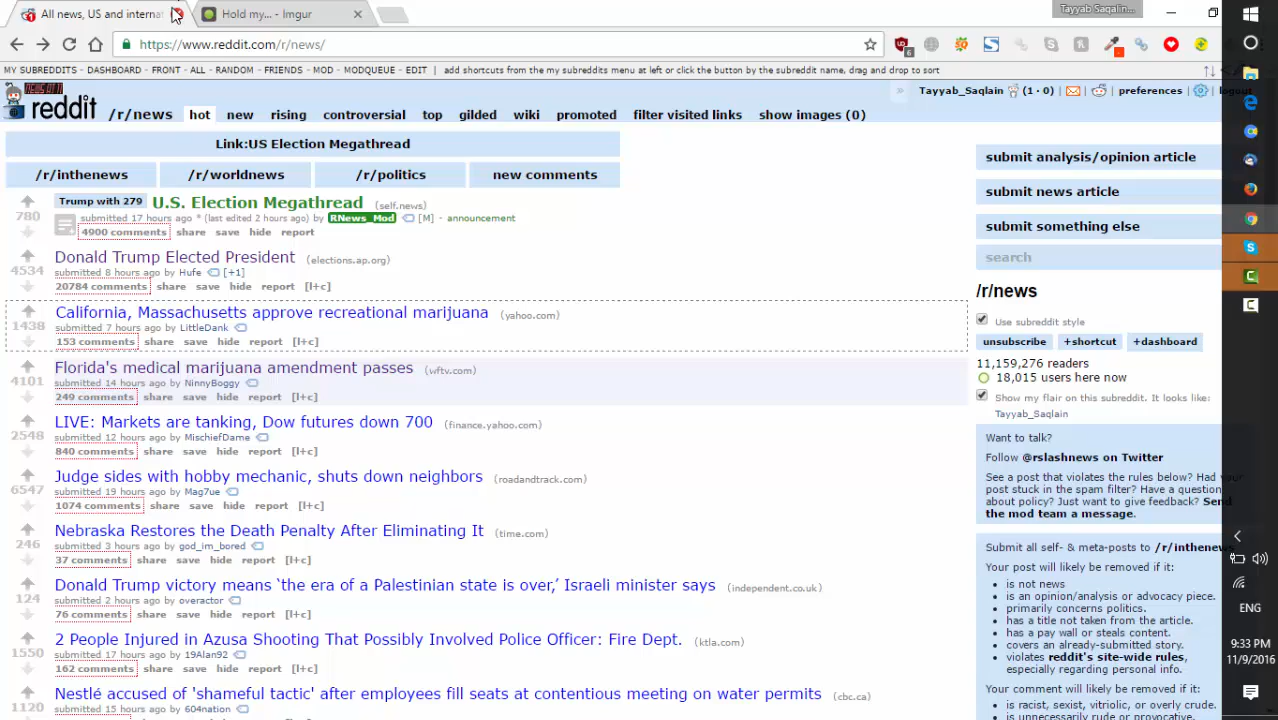 All news, US and internat
Hold my... - Imgur
Tayyab Saqalin...
https://www.reddit.com/r/news/
6
MY SUBREDDITS - DASHBOARD - FRONT - ALL - RANDOM - FRIENDS - MOD - MODQUEUE - EDIT | add shortcuts from the my subreddits menu at left or click the button by the subreddit name, drag and drop to sort
reddit /r/news hot new rising controversial top gilded wiki promoted filter visited links show images (0)
Tayyab_Saqlain (1 · 0) | preferences | logout
Link:US Election Megathread
/r/inthenews /r/worldnews /r/politics new comments
780
Trump with 279 U.S. Election Megathread (self.news)
submitted 17 hours ago * (last edited 2 hours ago) by RNews_Mod [M] - announcement
4900 comments share save hide report
4534
Donald Trump Elected President (elections.ap.org)
submitted 8 hours ago by Hufe [+1]
20784 comments share save hide report [l+c]
1438
California, Massachusetts approve recreational marijuana (yahoo.com)
submitted 7 hours ago by LittleDank
153 comments share save hide report [l+c]
4101
Florida's medical marijuana amendment passes (wftv.com)
submitted 14 hours ago by NinnyBoggy
249 comments share save hide report [l+c]
2548
LIVE: Markets are tanking, Dow futures down 700 (finance.yahoo.com)
submitted 12 hours ago by MischiefDame
840 comments share save hide report [l+c]
6547
Judge sides with hobby mechanic, shuts down neighbors (roadandtrack.com)
submitted 19 hours ago by Mag7ue
1074 comments share save hide report [l+c]
246
Nebraska Restores the Death Penalty After Eliminating It (time.com)
submitted 3 hours ago by god_im_bored
37 comments share save hide report [l+c]
124
Donald Trump victory means ‘the era of a Palestinian state is over,’ Israeli minister says (independent.co.uk)
submitted 2 hours ago by overactor
76 comments share save hide report [l+c]
1550
2 People Injured in Azusa Shooting That Possibly Involved Police Officer: Fire Dept. (ktla.com)
submitted 17 hours ago by 19Alan92
162 comments share save hide report [l+c]
1120
Nestlé accused of 'shameful tactic' after employees fill seats at contentious meeting on water permits (cbc.ca)
submitted 15 hours ago by 604nation
submit analysis/opinion article
submit news article
submit something else
search
/r/news
Use subreddit style
unsubscribe +shortcut +dashboard
11,159,276 readers
18,015 users here now
Show my flair on this subreddit. It looks like:
Tayyab_Saqlain
Want to talk?
Follow @rslashnews on Twitter
See a post that violates the rules below? Had your
post stuck in the spam filter? Have a question
about policy? Just want to give feedback? Send
the mod team a message.
Submit all self- & meta-posts to /r/inthenews
Your post will likely be removed if it:
is not news
is an opinion/analysis or advocacy piece.
primarily concerns politics.
has a title not taken from the article.
has a pay wall or steals content.
covers an already-submitted story.
violates reddit's site-wide rules,
especially regarding personal info.
Your comment will likely be removed if it:
is racist, sexist, vitriolic, or overly crude.
is unnecessarily rude or provocative.
ENG
9:33 PM
11/9/2016